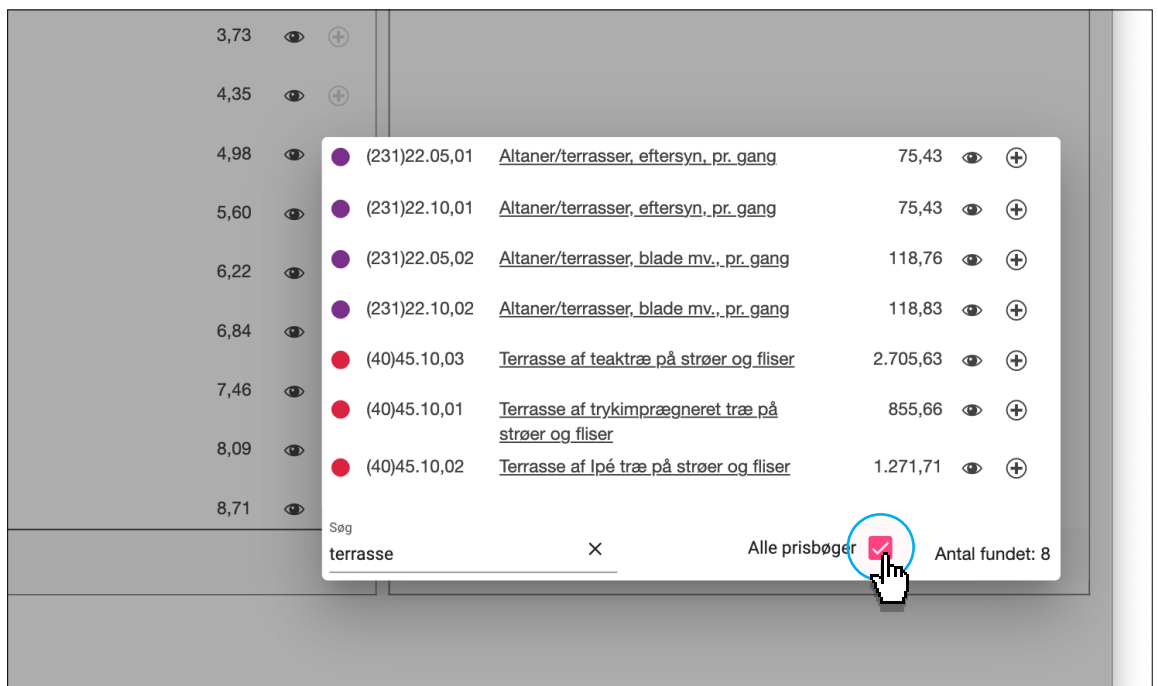 3,73
4,35
4,98
5,60
6,22
6,84
7,46
8,09
8,71
(231)22.05,01 Altaner/terrasser, eftersyn, pr. gang 75,43
(231)22.10,01 Altaner/terrasser, eftersyn, pr. gang 75,43
(231)22.05,02 Altaner/terrasser, blade mv., pr. gang 118,76
(231)22.10,02 Altaner/terrasser, blade mv., pr. gang 118,83
(40)45.10,03 Terrasse af teaktræ på strøer og fliser 2.705,63
(40)45.10,01 Terrasse af trykimprægneret træ på 855,66
strøer og fliser
(40)45.10,02 Terrasse af Ipé træ på strøer og fliser 1.271,71
Søg
terrasse
Alle prisbøger
Antal fundet: 8